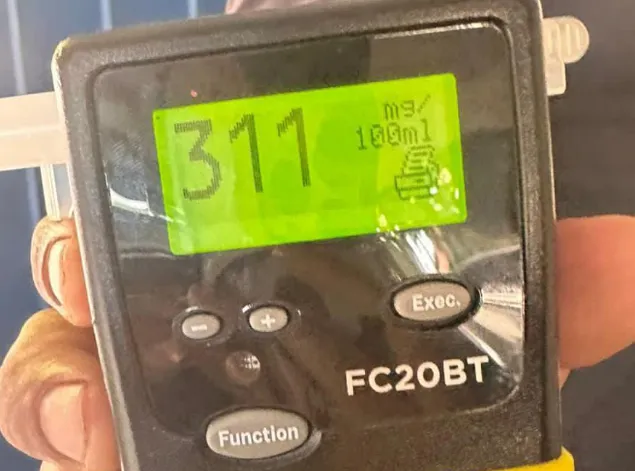 311
mg/
100ml
Exec.
− +
FC20BT
Function